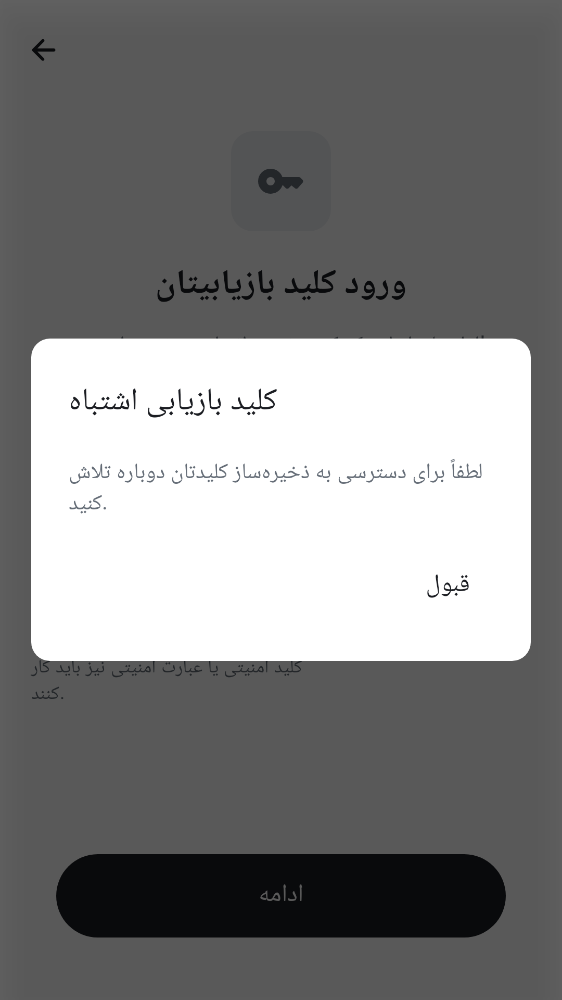 ورود کلید بازیابیتان
کلید بازیابی اشتباه
لطفاً برای دسترسی به ذخیره‌ساز کلیدتان دوباره تلاش
کنید.
قبول
کلید امنیتی یا عبارت امنیتی نیز باید کار
کنند.
ادامه